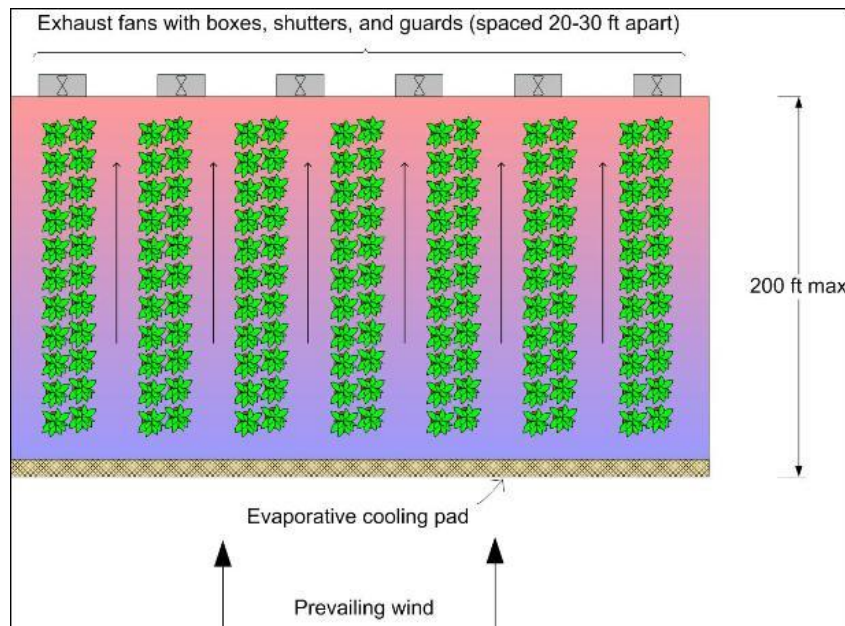 Exhaust fans with boxes, shutters, and guards (spaced 20-30 ft apart)
200 ft max
Evaporative cooling pad
Prevailing wind